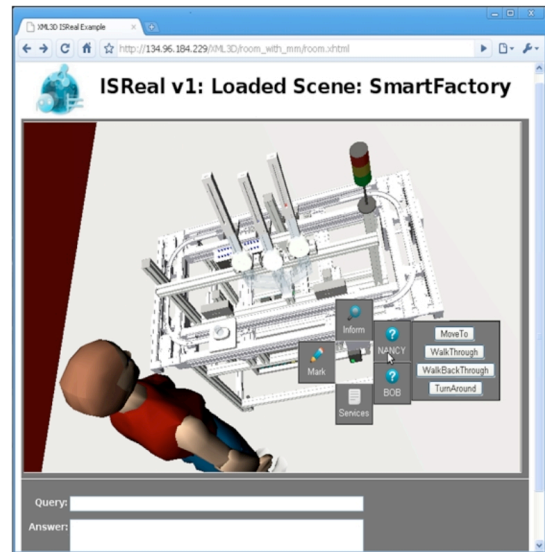 XML3D ISReal Example
http://134.96.184.229/XML3D/room_with_mm/room.xhtml
ISReal v1: Loaded Scene: SmartFactory
Inform
NANCY
MoveTo
WalkThrough
Mark
WalkBackThrough
BOB
TurnAround
Services
Query:
Answer: